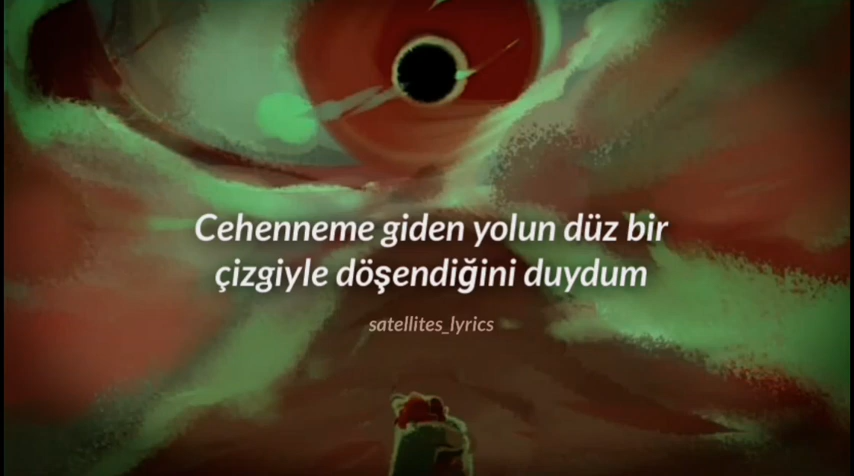 Cehenneme giden yolun düz bir
çizgiyle döşendiğini duydum
satellites_lyrics